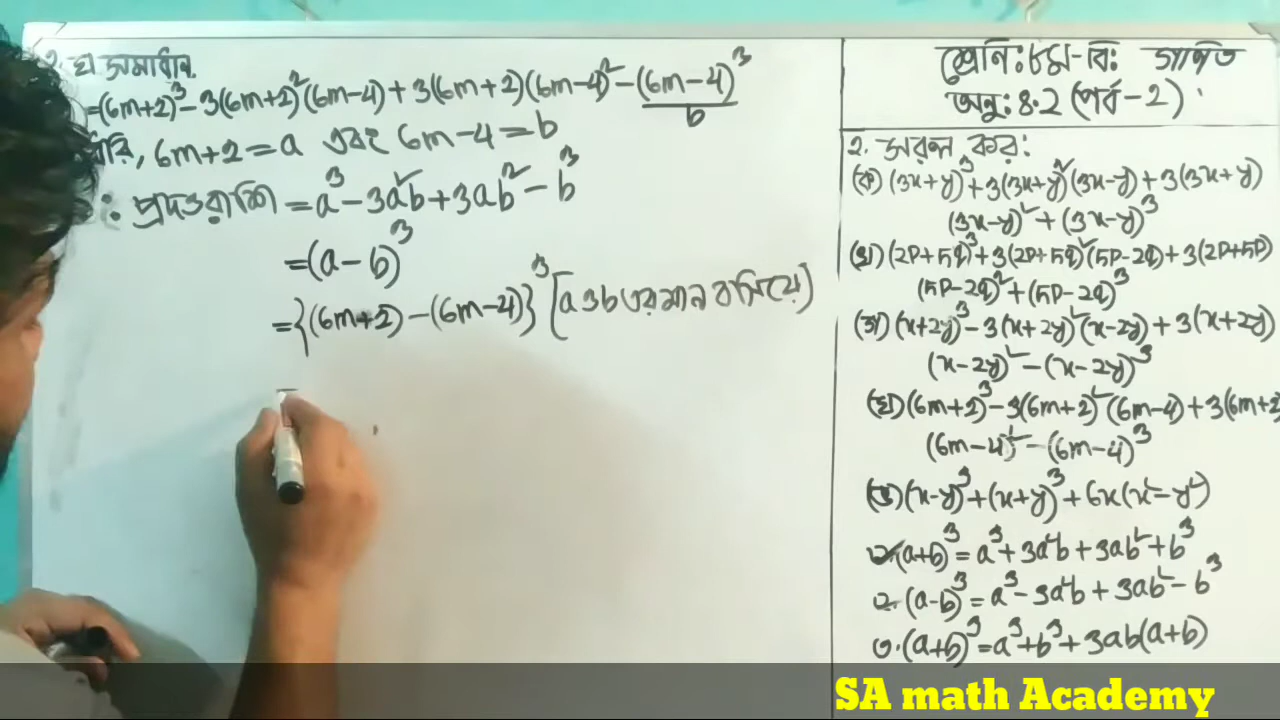 ২. ঘ সমাধান.
=(6m+2)³-3(6m+2)²(6m-4)+3(6m+2)(6m-4)²-(6m-4)³
b
ধরি, 6m+2=a এবং 6m-4=b
: প্রদত্তরাশি =a³-3a²b+3ab²-b³
=(a-b)³
={(6m+2)-(6m-4)}³ [a ও b এর মান বসিয়ে]
শ্রেণি: ৮ম-বি: গণিত
অনু: ৪.2 (পর্ব-2)
২. সরল কর:
(ক) (3x+y)³+3(3x+y)²(3x-y)+3(3x+y)
(3x-y)²+(3x-y)³
(খ) (2p+5q)³+3(2p+5q)²(5p-2q)+3(2p+5p)
(5p-2q)²+(5p-2q)³
(গ) (x+2y)³-3(x+2y)²(x-2y)+3(x+2y)
(x-2y)²-(x-2y)³
(ঘ) (6m+2)³-3(6m+2)²(6m-4)+3(6m+2)
(6m-4)²-(6m-4)³
(ঙ) (x-y)³+(x+y)³+6x(x²-y²)
১.(a+b)³=a³+3a²b+3ab²+b³
২.(a-b)³=a³-3a²b+3ab²-b³
৩.(a+b)³=a³+b³+3ab(a+b)
SA math Academy